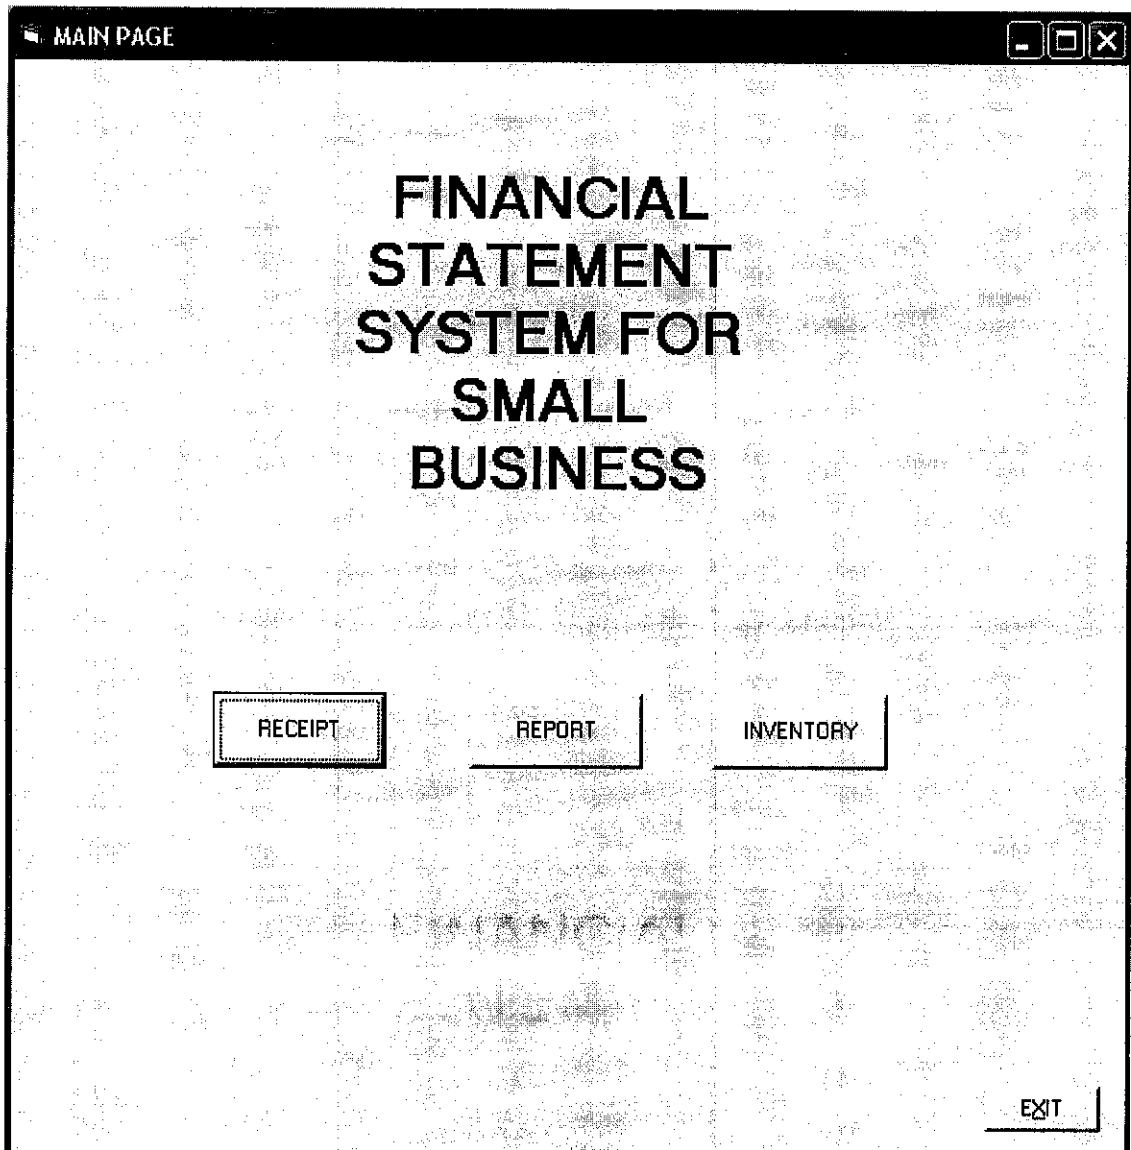 MAIN PAGE
FINANCIAL
STATEMENT
SYSTEM FOR
SMALL
BUSINESS
RECEIPT
REPORT
INVENTORY
EXIT